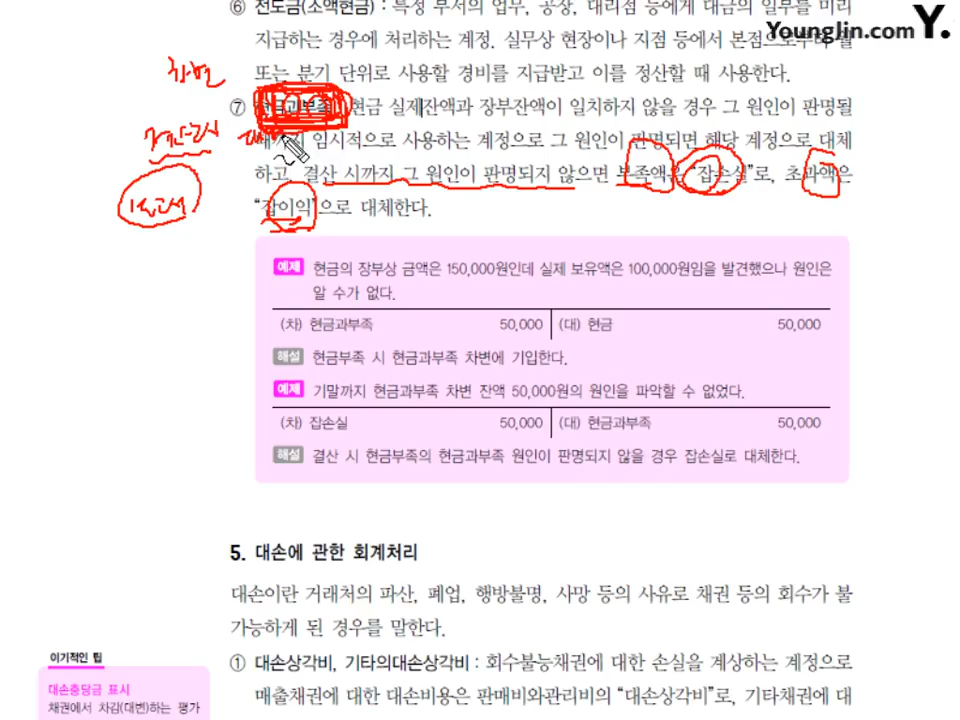 ⑥ 전도금(소액현금) : 특정 부서의 업무, 공장, 대리점 등에게 대금의 일부를 미리
Younglin.com Y.
지급하는 경우에 처리하는 계정. 실무상 현장이나 지점 등에서 본점으로부터 월
또는 분기 단위로 사용할 경비를 지급받고 이를 정산할 때 사용한다.
차변
⑦ 현금과부족 : 현금 실제잔액과 장부잔액이 일치하지 않을 경우 그 원인이 판명될
때까지 임시적으로 사용하는 계정으로 그 원인이 판명되면 해당 계정으로 대체
하고, 결산 시까지 그 원인이 판명되지 않으면 부족액은 “잡손실”로, 초과액은
“잡이익”으로 대체한다.
예제 현금의 장부상 금액은 150,000원인데 실제 보유액은 100,000원임을 발견했으나 원인은
알 수가 없다.
(차) 현금과부족 50,000 (대) 현금 50,000
해설 현금부족 시 현금과부족 차변에 기입한다.
예제 기말까지 현금과부족 차변 잔액 50,000원의 원인을 파악할 수 없었다.
(차) 잡손실 50,000 (대) 현금과부족 50,000
해설 결산 시 현금부족의 현금과부족 원인이 판명되지 않을 경우 잡손실로 대체한다.
5. 대손에 관한 회계처리
대손이란 거래처의 파산, 폐업, 행방불명, 사망 등의 사유로 채권 등의 회수가 불
가능하게 된 경우를 말한다.
① 대손상각비, 기타의대손상각비 : 회수불능채권에 대한 손실을 계상하는 계정으로
매출채권에 대한 대손비용은 판매비와관리비의 “대손상각비”로, 기타채권에 대
이기적인 팁
대손충당금 표시
채권에서 차감(대변)하는 평가